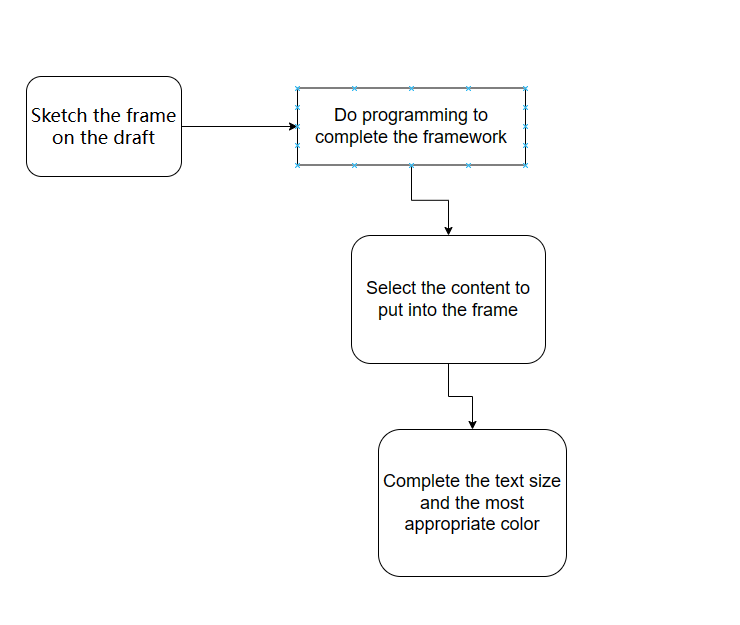 Sketch the frame
on the draft
Do programming to
complete the framework
Select the content to
put into the frame
Complete the text size
and the most
appropriate color